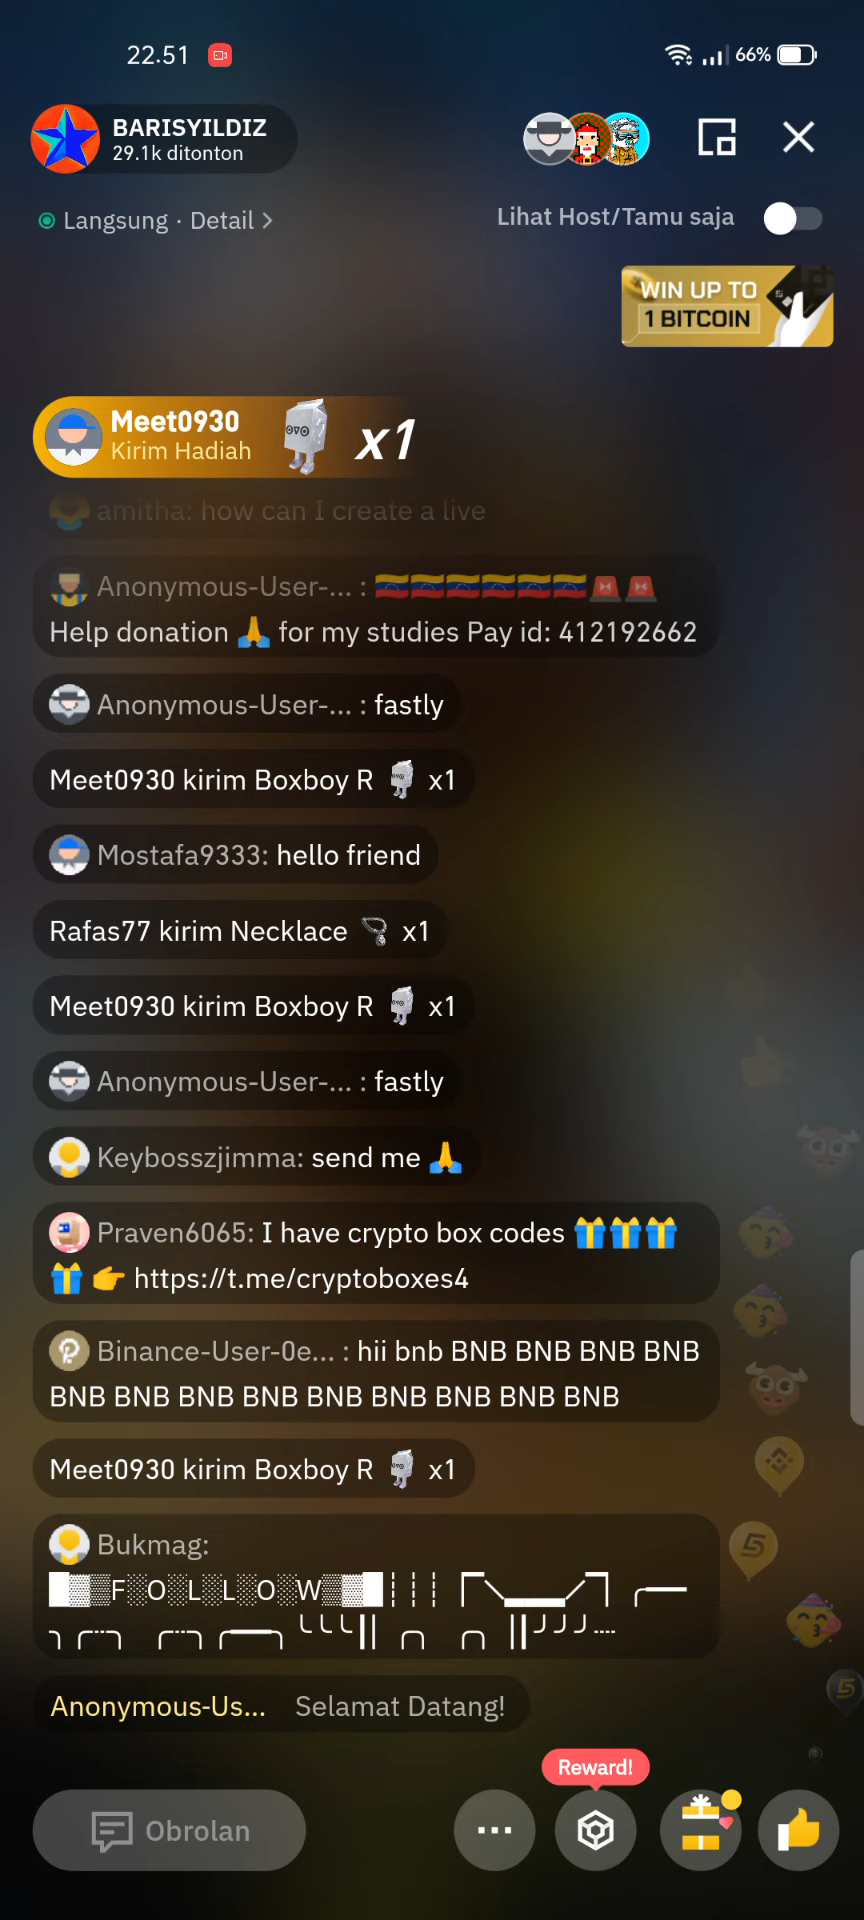 22.51
66%
BARISYILDIZ
29.1k ditonton
Langsung · Detail >
Lihat Host/Tamu saja
WIN UP TO
1 BITCOIN
Meet0930
Kirim Hadiah
x1
amitha: how can I create a live
Anonymous-User-... : 🇻🇪🇻🇪🇻🇪🇻🇪🇻🇪🇻🇪🚨🚨
Help donation 🙏 for my studies Pay id: 412192662
Anonymous-User-... : fastly
Meet0930 kirim Boxboy R x1
Mostafa9333: hello friend
Rafas77 kirim Necklace x1
Meet0930 kirim Boxboy R x1
Anonymous-User-... : fastly
Keybosszjimma: send me 🙏
Praven6065: I have crypto box codes 🎁🎁🎁
🎁 👉 https://t.me/cryptoboxes4
Binance-User-0e... : hii bnb BNB BNB BNB BNB
BNB BNB BNB BNB BNB BNB BNB BNB BNB
Meet0930 kirim Boxboy R x1
Bukmag:
█▓▒F░O░L░L░O░W▒▓█
Anonymous-Us... Selamat Datang!
Reward!
Obrolan